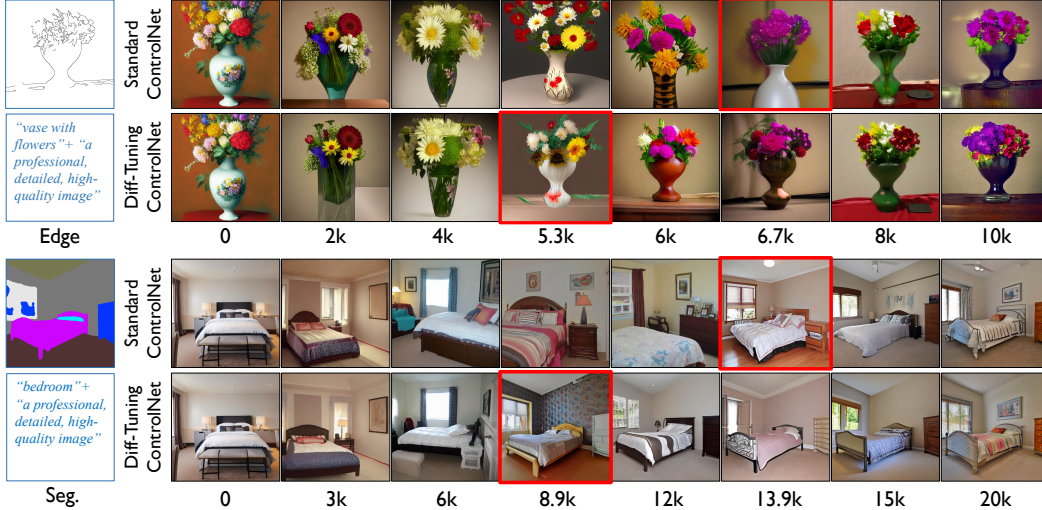 Standard
ControlNet
"vase with
flowers"+ "a
professional,
detailed, high-
quality image"
Diff-Tuning
ControlNet
Edge
0
2k
4k
5.3k
6k
6.7k
8k
10k
Standard
ControlNet
"bedroom"+
"a professional,
detailed, high-
quality image"
Diff-Tuning
ControlNet
Seg.
0
3k
6k
8.9k
12k
13.9k
15k
20k